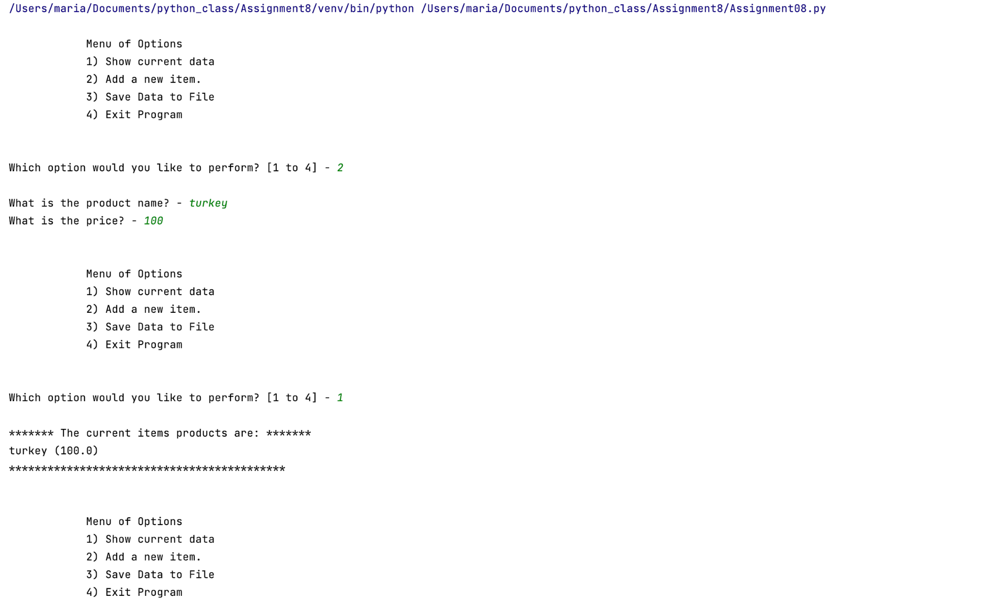 /Users/maria/Documents/python_class/Assignment8/venv/bin/python /Users/maria/Documents/python_class/Assignment8/Assignment08.py
Menu of Options
1) Show current data
2) Add a new item.
3) Save Data to File
4) Exit Program
Which option would you like to perform? [1 to 4] - 2
What is the product name? - turkey
What is the price? - 100
Menu of Options
1) Show current data
2) Add a new item.
3) Save Data to File
4) Exit Program
Which option would you like to perform? [1 to 4] - 1
******* The current items products are: *******
turkey (100.0)
*******************************************
Menu of Options
1) Show current data
2) Add a new item.
3) Save Data to File
4) Exit Program